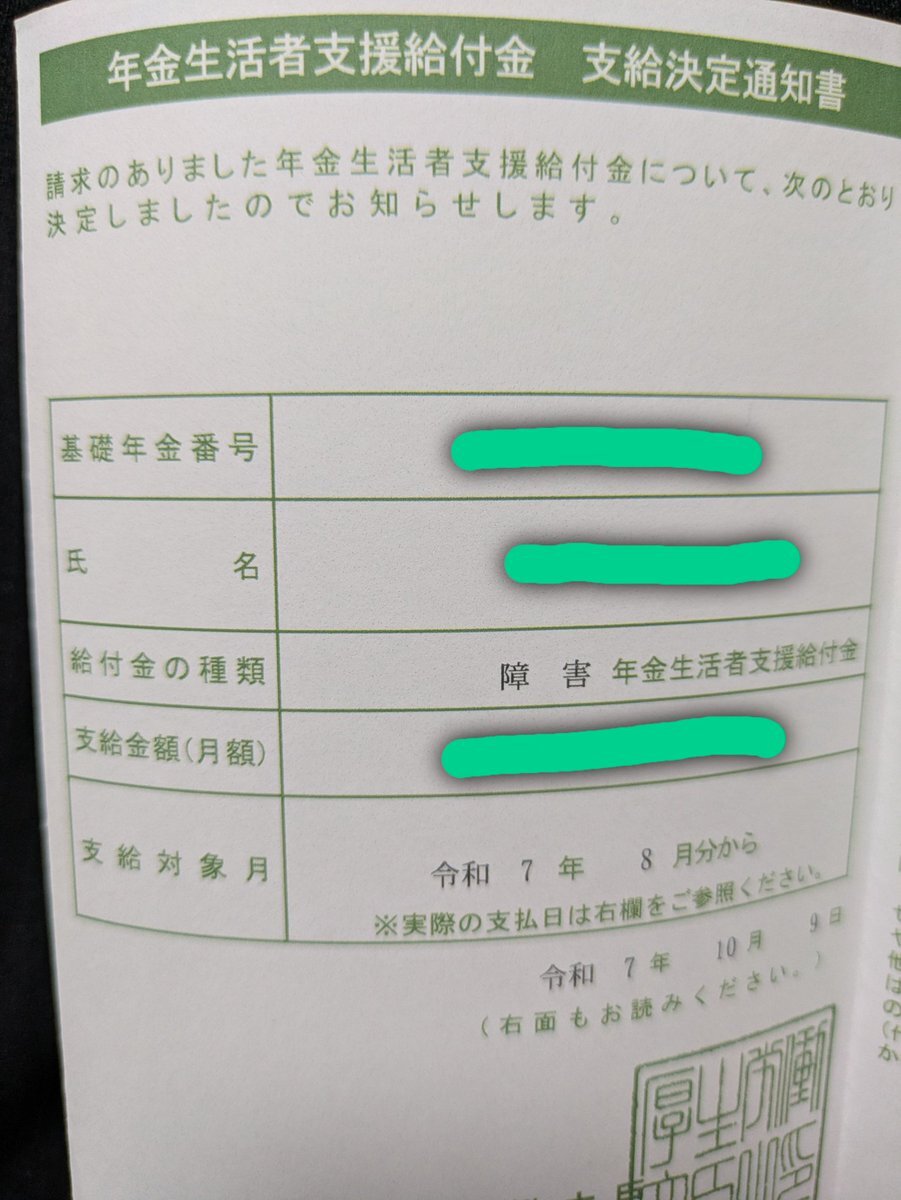 年金生活者支援給付金　支給決定通知書
請求のありました年金生活者支援給付金について、次のとおり
決定しましたのでお知らせします。
基礎年金番号
氏名
給付金の種類　障害 年金生活者支援給付金
支給金額(月額)
支給対象月　令和 7 年 8 月分から
※実際の支払日は右欄をご参照ください。
令和 7 年 10 月 9 日
(右面もお読みください。)
厚生労働